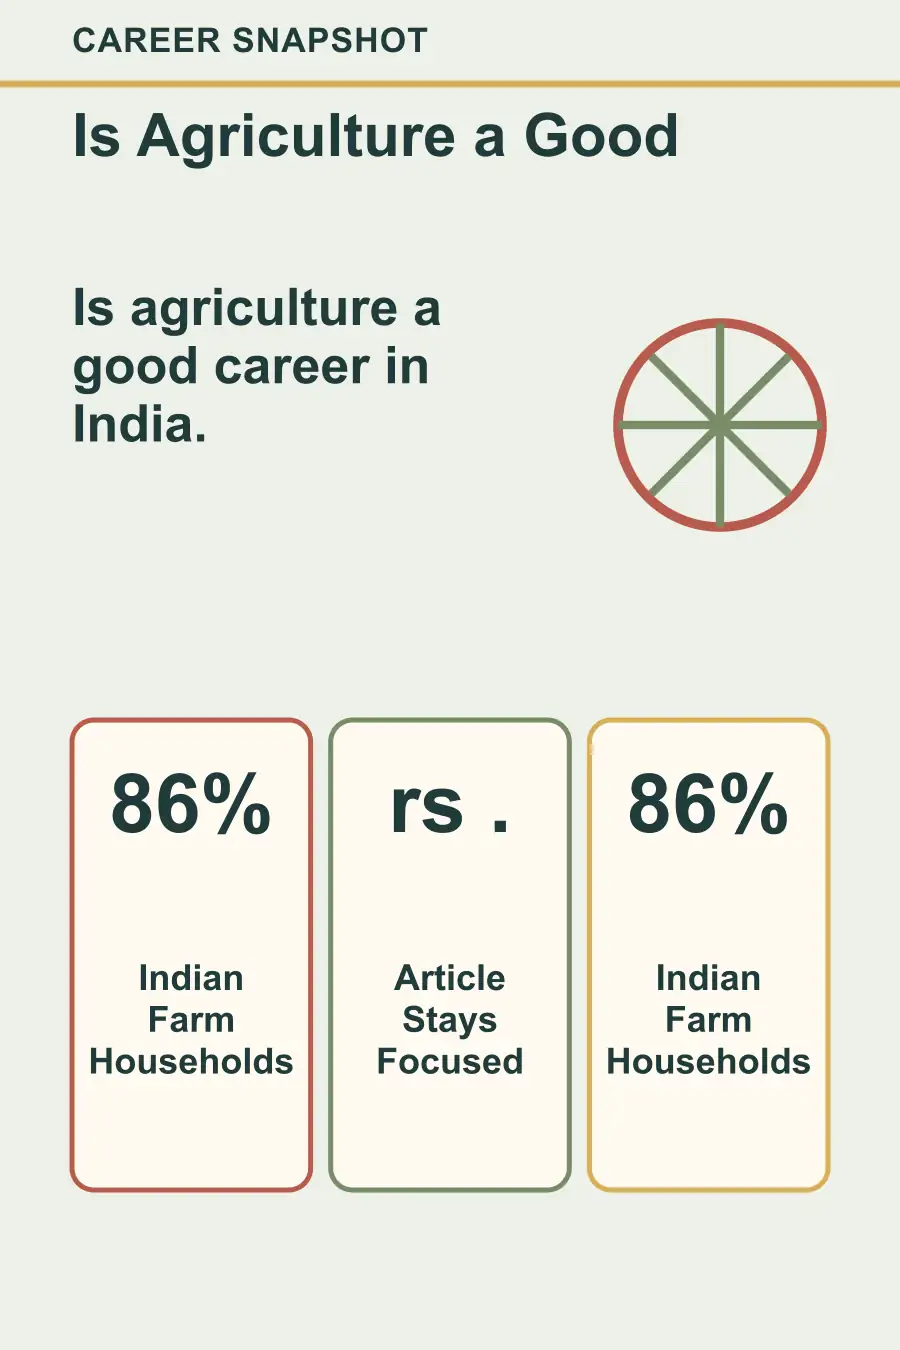 CAREER SNAPSHOT
Is Agriculture a Good
Is agriculture a
good career in
India.
86%
Indian
Farm
Households
rs .
Article
Stays
Focused
86%
Indian
Farm
Households